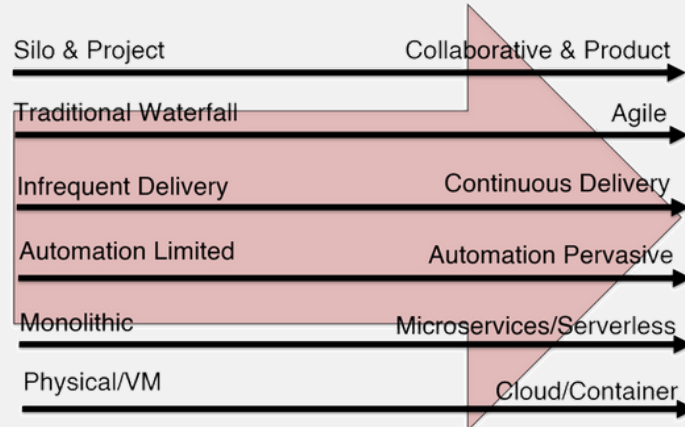 Silo & Project Collaborative & Product
Traditional Waterfall Agile
Infrequent Delivery Continuous Delivery
Automation Limited Automation Pervasive
Monolithic Microservices/Serverless
Physical/VM Cloud/Container